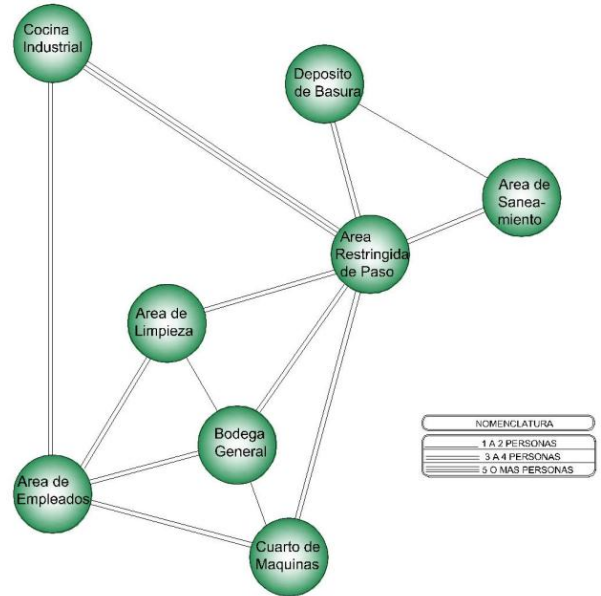 Cocina
Industrial
Deposito
de Basura
Area de
Sanea-
miento
Area
Restringida
de Paso
Area de
Limpieza
Bodega
General
Area de
Empleados
Cuarto de
Maquinas
NOMENCLATURA
1 A 2 PERSONAS
3 A 4 PERSONAS
5 O MAS PERSONAS